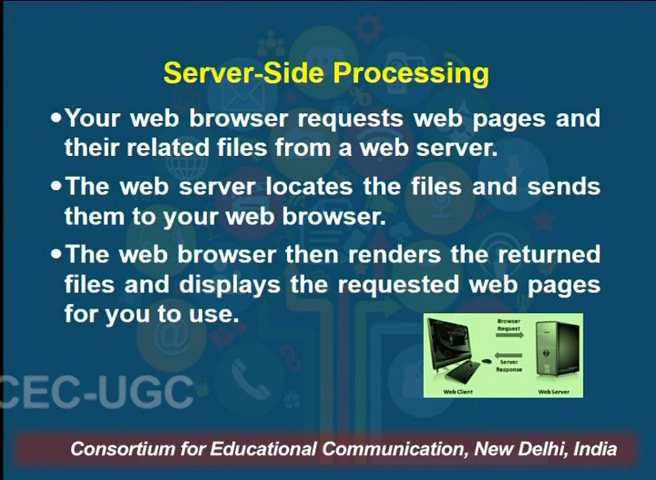 Server-Side Processing
•Your web browser requests web pages and
their related files from a web server.
•The web server locates the files and sends
them to your web browser.
•The web browser then renders the returned
files and displays the requested web pages
for you to use.
Browser
Request
Server
Response
Web Client
Web Server
CEC-UGC
Consortium for Educational Communication, New Delhi, India